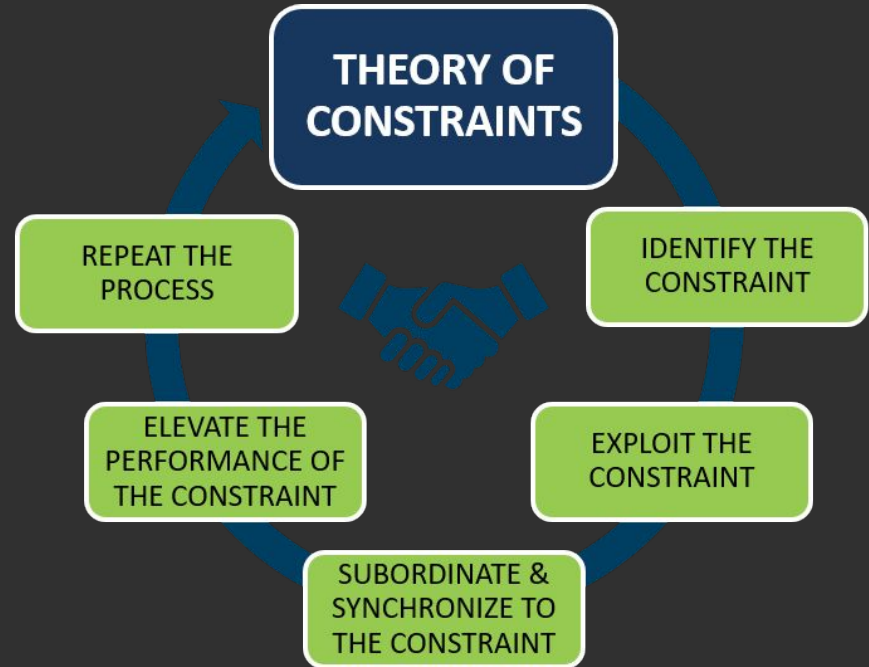 THEORY OF
CONSTRAINTS
IDENTIFY THE
CONSTRAINT
EXPLOIT THE
CONSTRAINT
SUBORDINATE &
SYNCHRONIZE TO
THE CONSTRAINT
ELEVATE THE
PERFORMANCE OF
THE CONSTRAINT
REPEAT THE
PROCESS